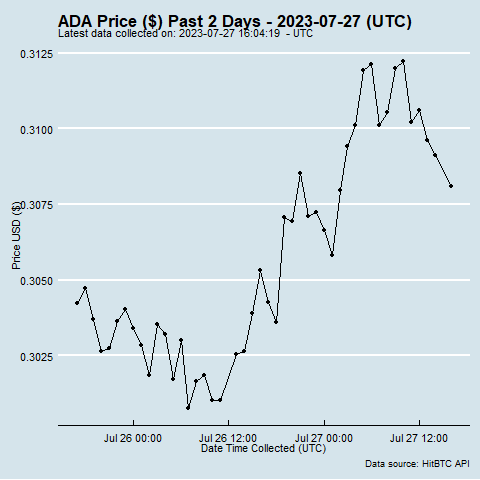 ADA Price ($) Past 2 Days - 2023-07-27 (UTC)
Latest data collected on: 2023-07-27 16:04:19 - UTC
0.3125
0.3100
0.3075
0.3050
0.3025
Price USD ($)
Jul 26 00:00
Jul 26 12:00
Jul 27 00:00
Jul 27 12:00
Date Time Collected (UTC)
Data source: HitBTC API